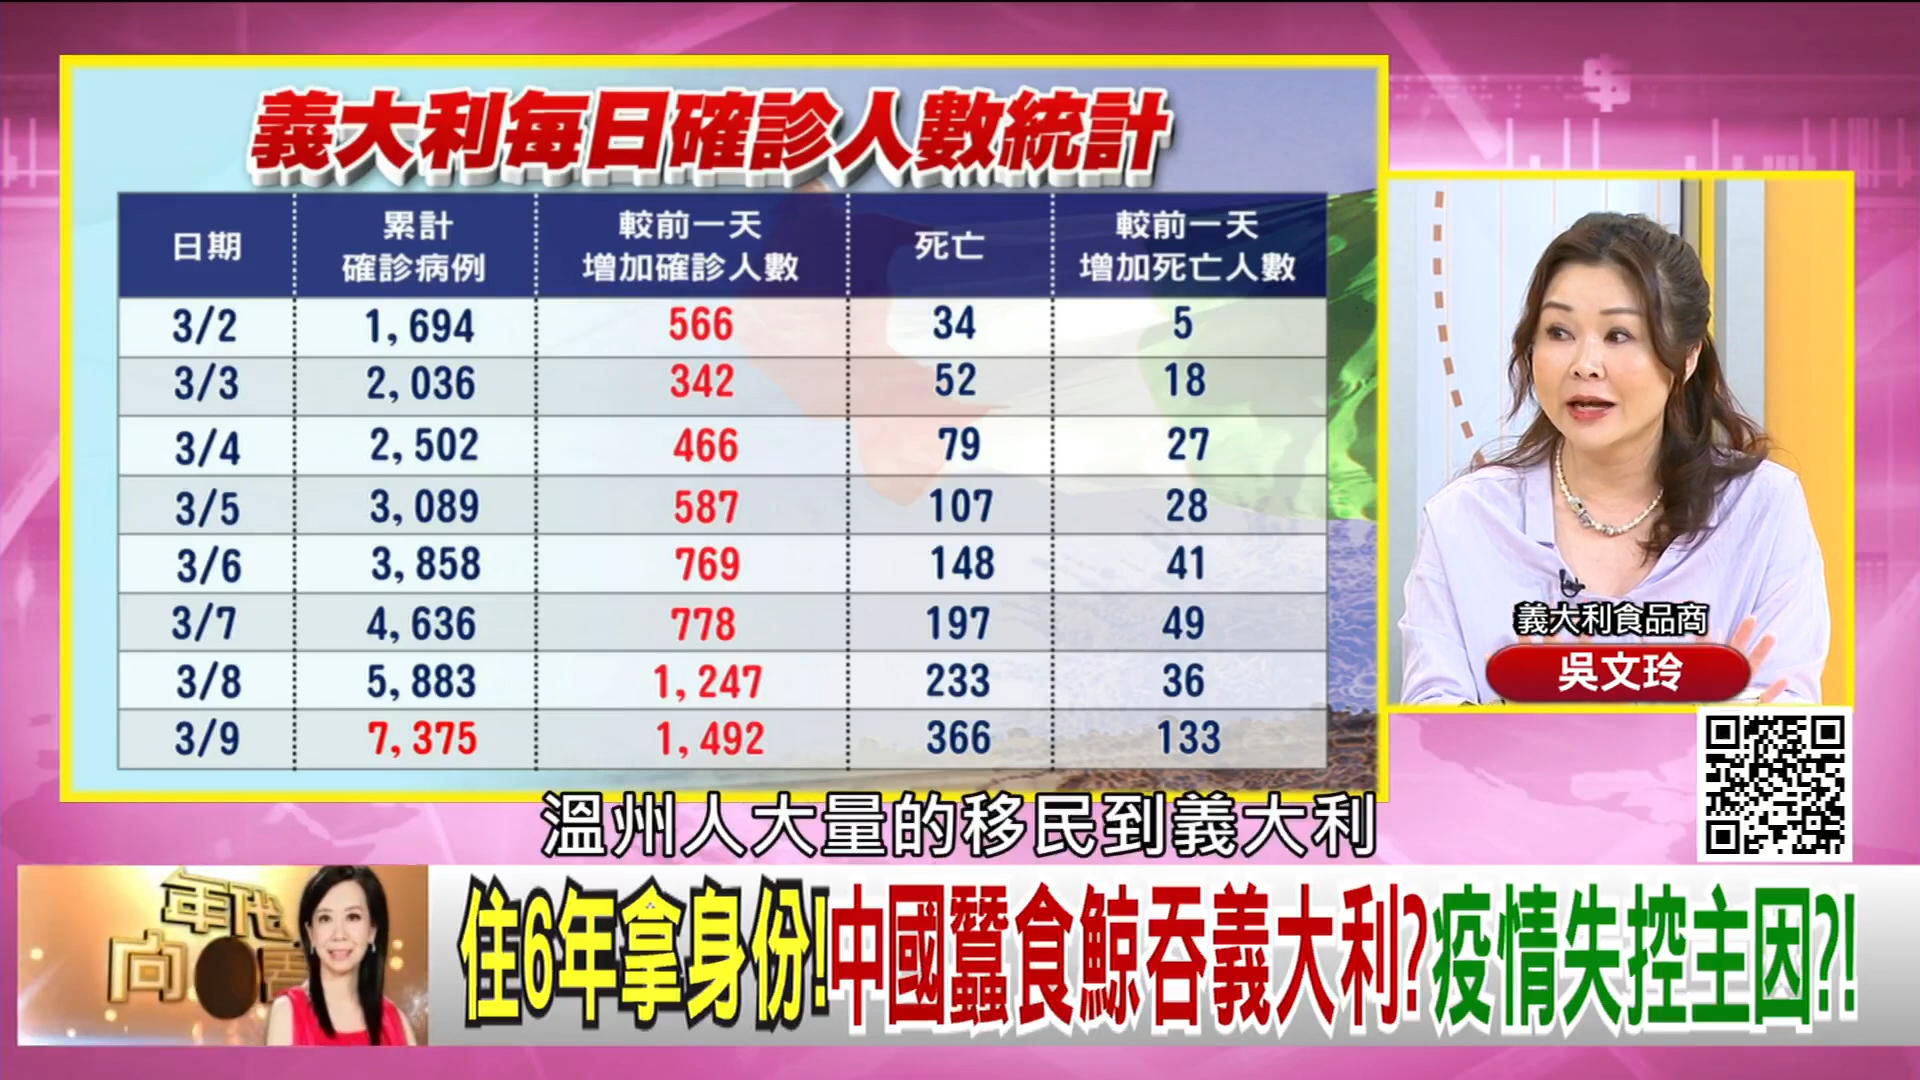 義大利每日確診人數統計
日期 累計確診病例 較前一天增加確診人數 死亡 較前一天增加死亡人數
3/2 1,694 566 34 5
3/3 2,036 342 52 18
3/4 2,502 466 79 27
3/5 3,089 587 107 28
3/6 3,858 769 148 41
3/7 4,636 778 197 49
3/8 5,883 1,247 233 36
3/9 7,375 1,492 366 133
義大利食品商
吳文玲
溫州人大量的移民到義大利
年代
向
住6年拿身份!中國蠶食鯨吞義大利?疫情失控主因?!